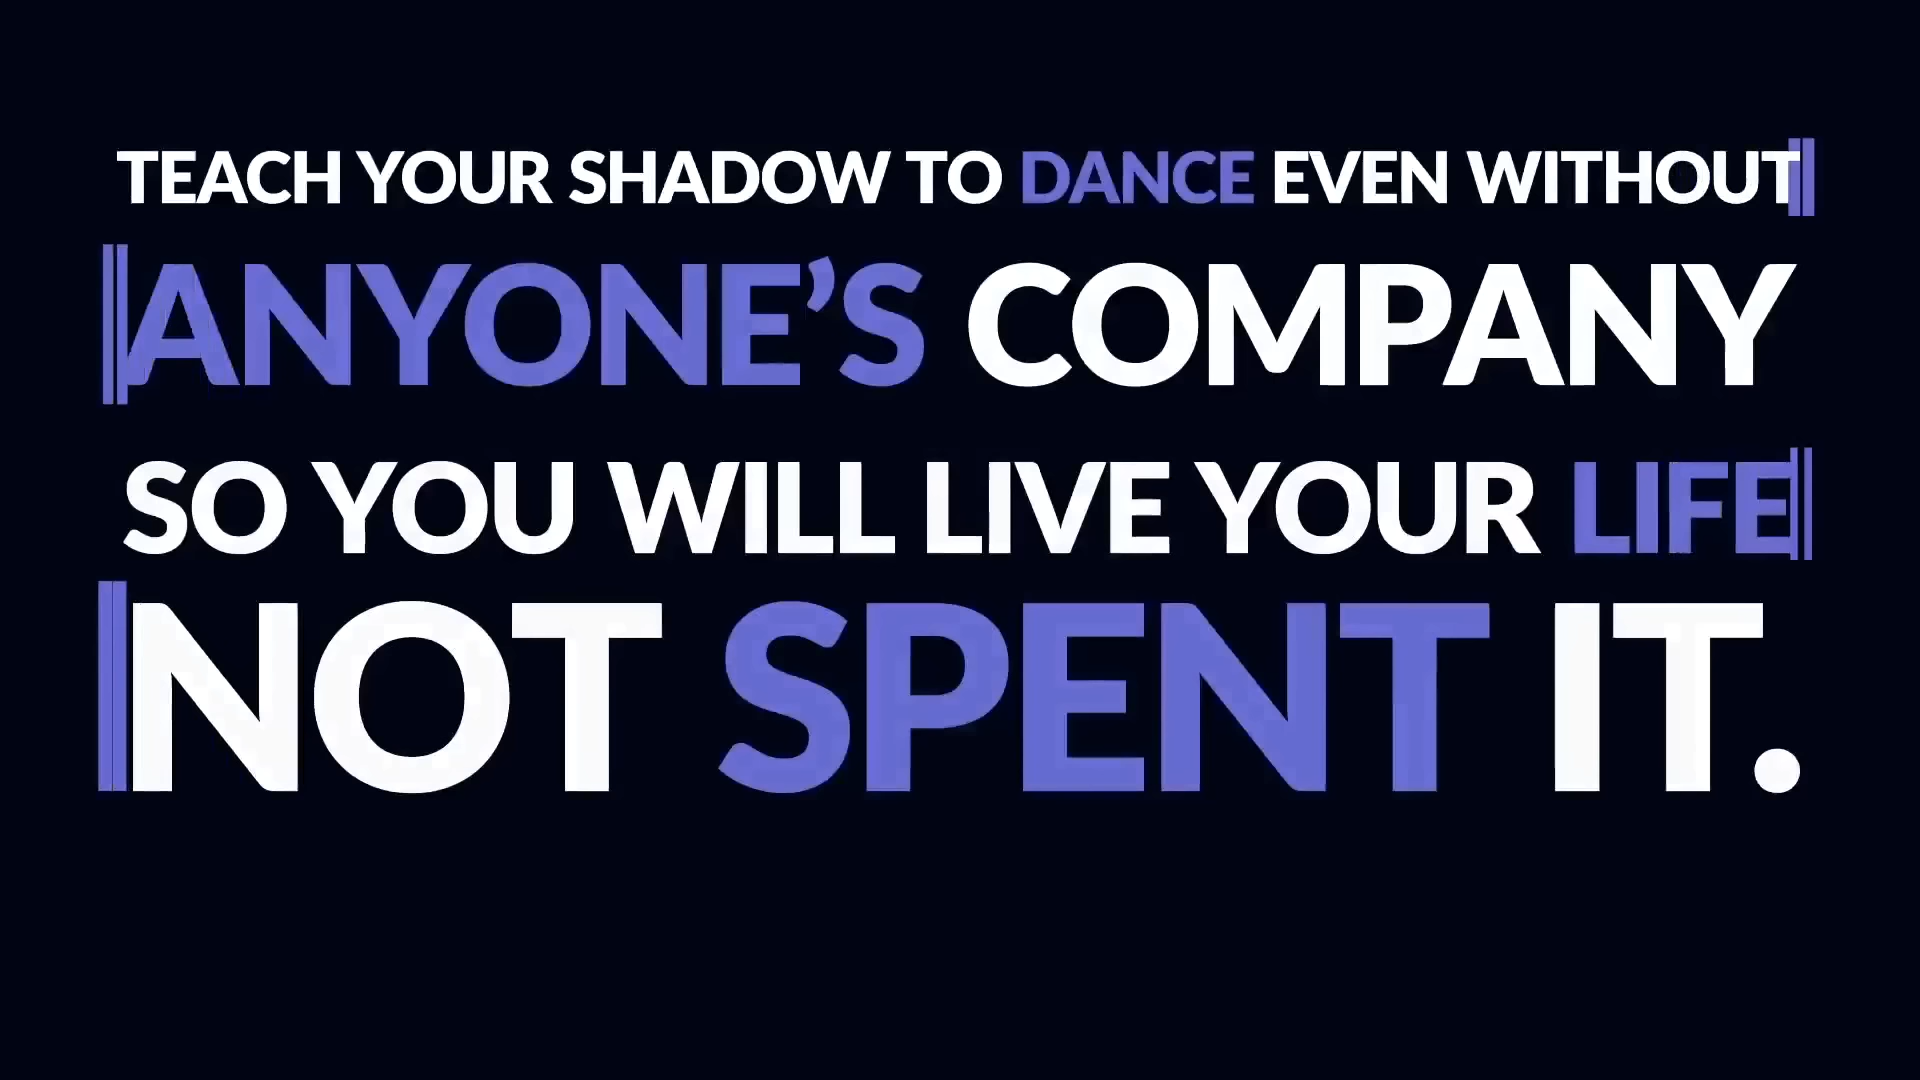 TEACH YOUR SHADOW TO DANCE EVEN WITHOUT
ANYONE’S COMPANY
SO YOU WILL LIVE YOUR LIFE
NOT SPENT IT.